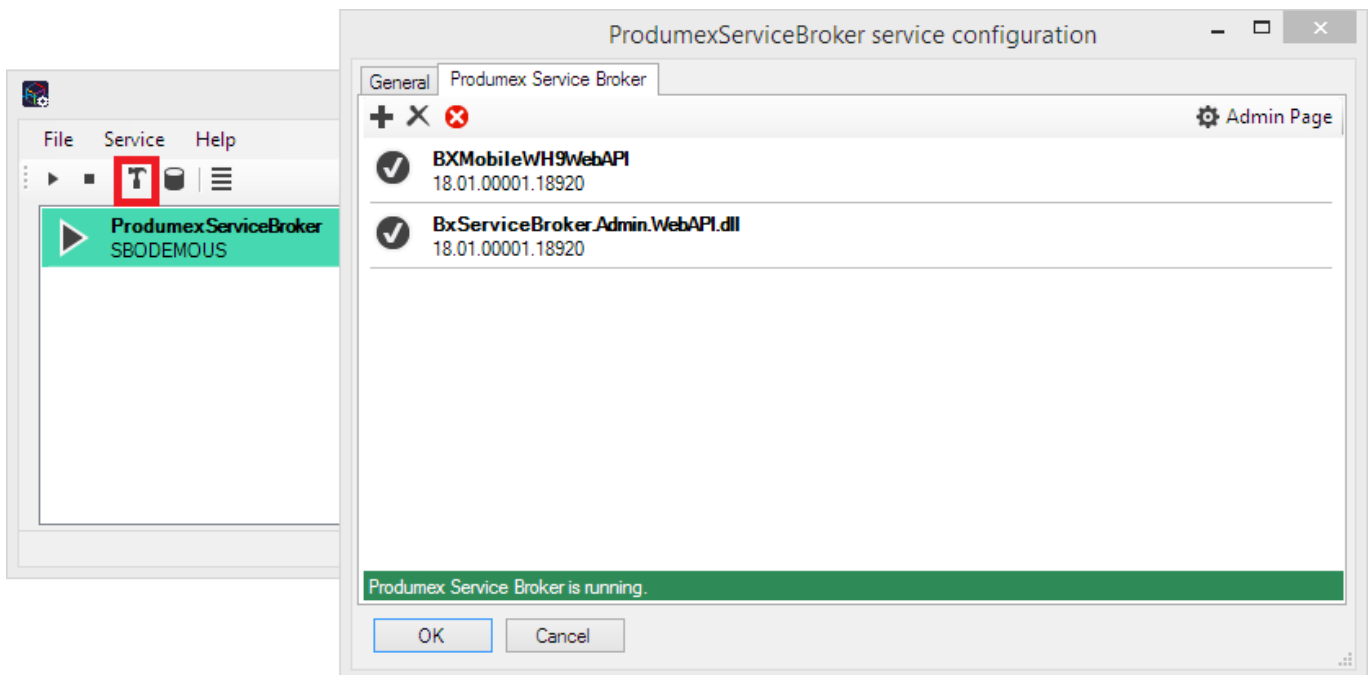 File Service Help
ProdumexServiceBroker
SBODEMOUS
ProdumexServiceBroker service configuration
General Produmex Service Broker
Admin Page
BXMobileWH9WebAPI
18.01.00001.18920
BxServiceBroker.Admin.WebAPI.dll
18.01.00001.18920
Produmex Service Broker is running.
OK Cancel